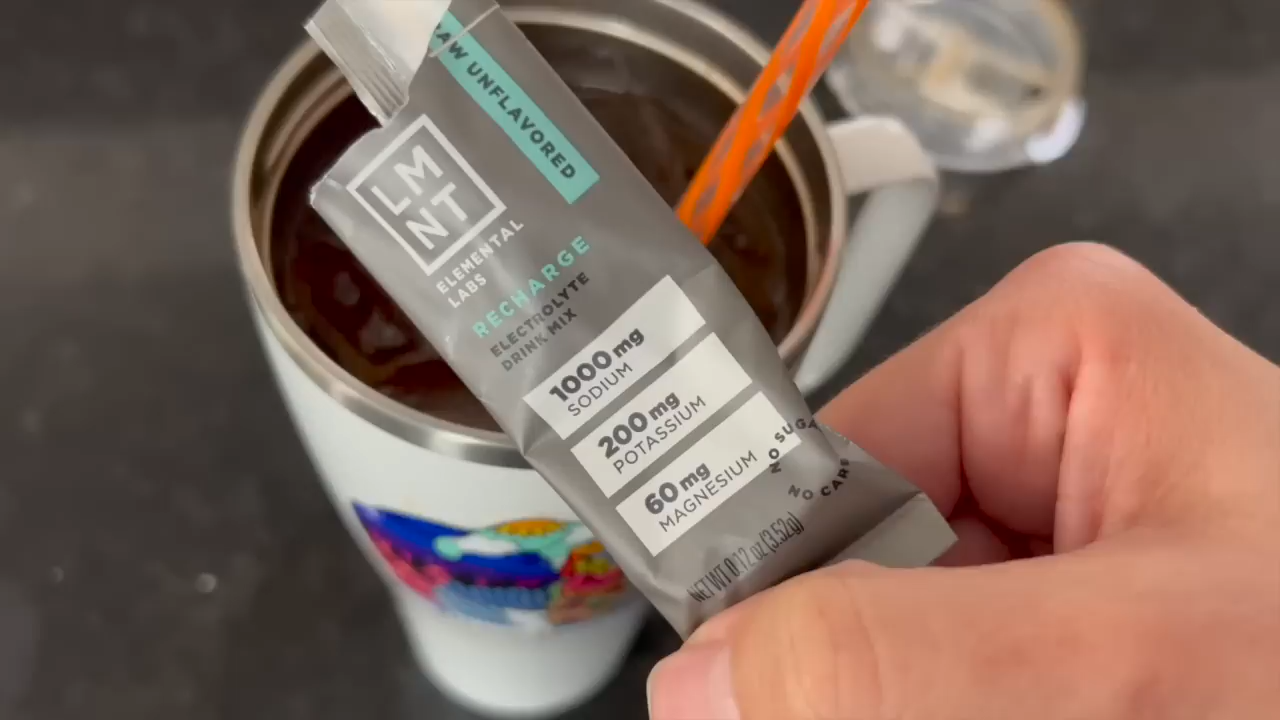 RAW UNFLAVORED
LM
NT
ELEMENTAL
LABS
RECHARGE
ELECTROLYTE
DRINK MIX
1000 mg
SODIUM
200 mg
POTASSIUM
60 mg
MAGNESIUM
NO SUGA
NO CARB
NET WT 0.12 oz (3.52g)